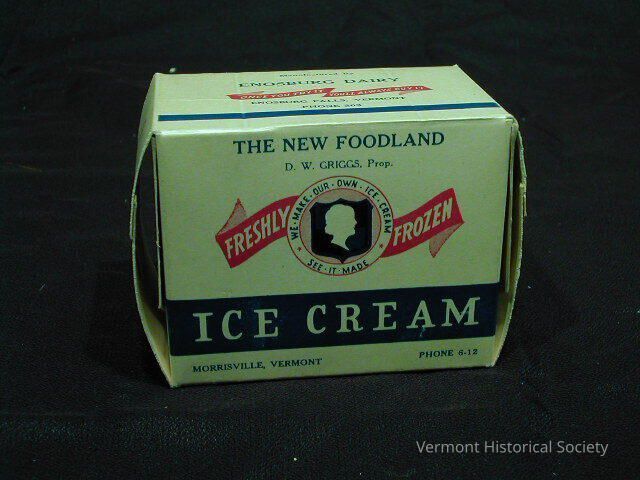 Manufactured By
ENOSBURG DAIRY
ONCE YOU TRY IT YOU'LL ALWAYS BUY IT
ENOSBURG FALLS, VERMONT
PHONE 263
THE NEW FOODLAND
D. W. GRIGGS, Prop.
WE · MAKE · OUR · OWN · ICE · CREAM
FRESHLY FROZEN
SEE · IT · MADE
ICE CREAM
MORRISVILLE, VERMONT PHONE 6-12
Vermont Historical Society